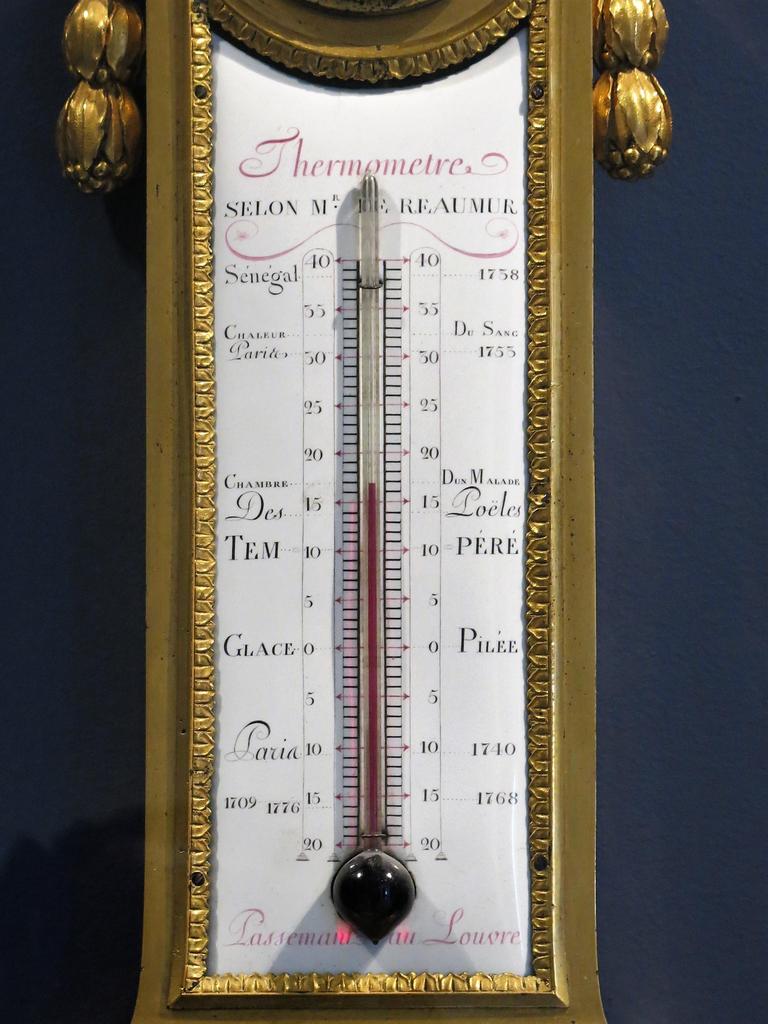 Thermometre
SELON MR. DE REAUMUR
40 40
Sénégal 1738
35 35
CHALEUR DU SANG
Paris 1753
30 30
25 25
20 20
CHAMBRE DUN MALADE
15 15
Des Poëles
TEM 10 10 PÉRÉ
5 5
GLACE 0 0 PILÉE
5 5
Paris 10 10 1740
1709 1776 15 15 1768
20 20
Passemant au Louvre